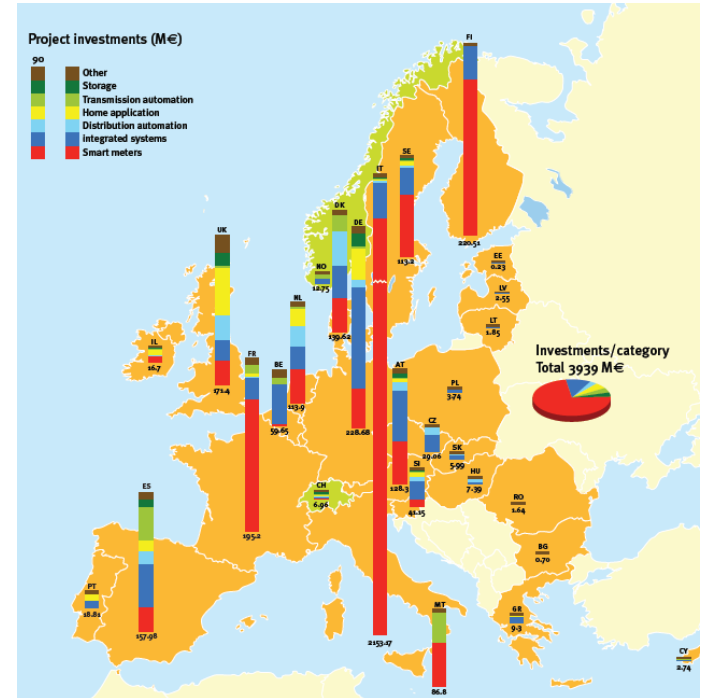 Project investments (M€)
90
Other
Storage
Transmission automation
Home application
Distribution automation
integrated systems
Smart meters
FI
220.51
SE
113.2
IT
2153.17
DK
139.62
DE
228.68
NO
12.75
UK
171.4
NL
113.9
IL
16.7
FR
195.2
BE
59.65
EE
0.23
LV
2.55
LT
1.85
Investments/category
Total 3939 M€
AT
128.3
PL
3.74
CZ
29.06
SK
5.99
HU
7.39
SI
41.15
CH
6.96
RO
1.64
BG
0.70
ES
157.98
PT
18.81
MT
86.8
GR
9.3
CY
2.74